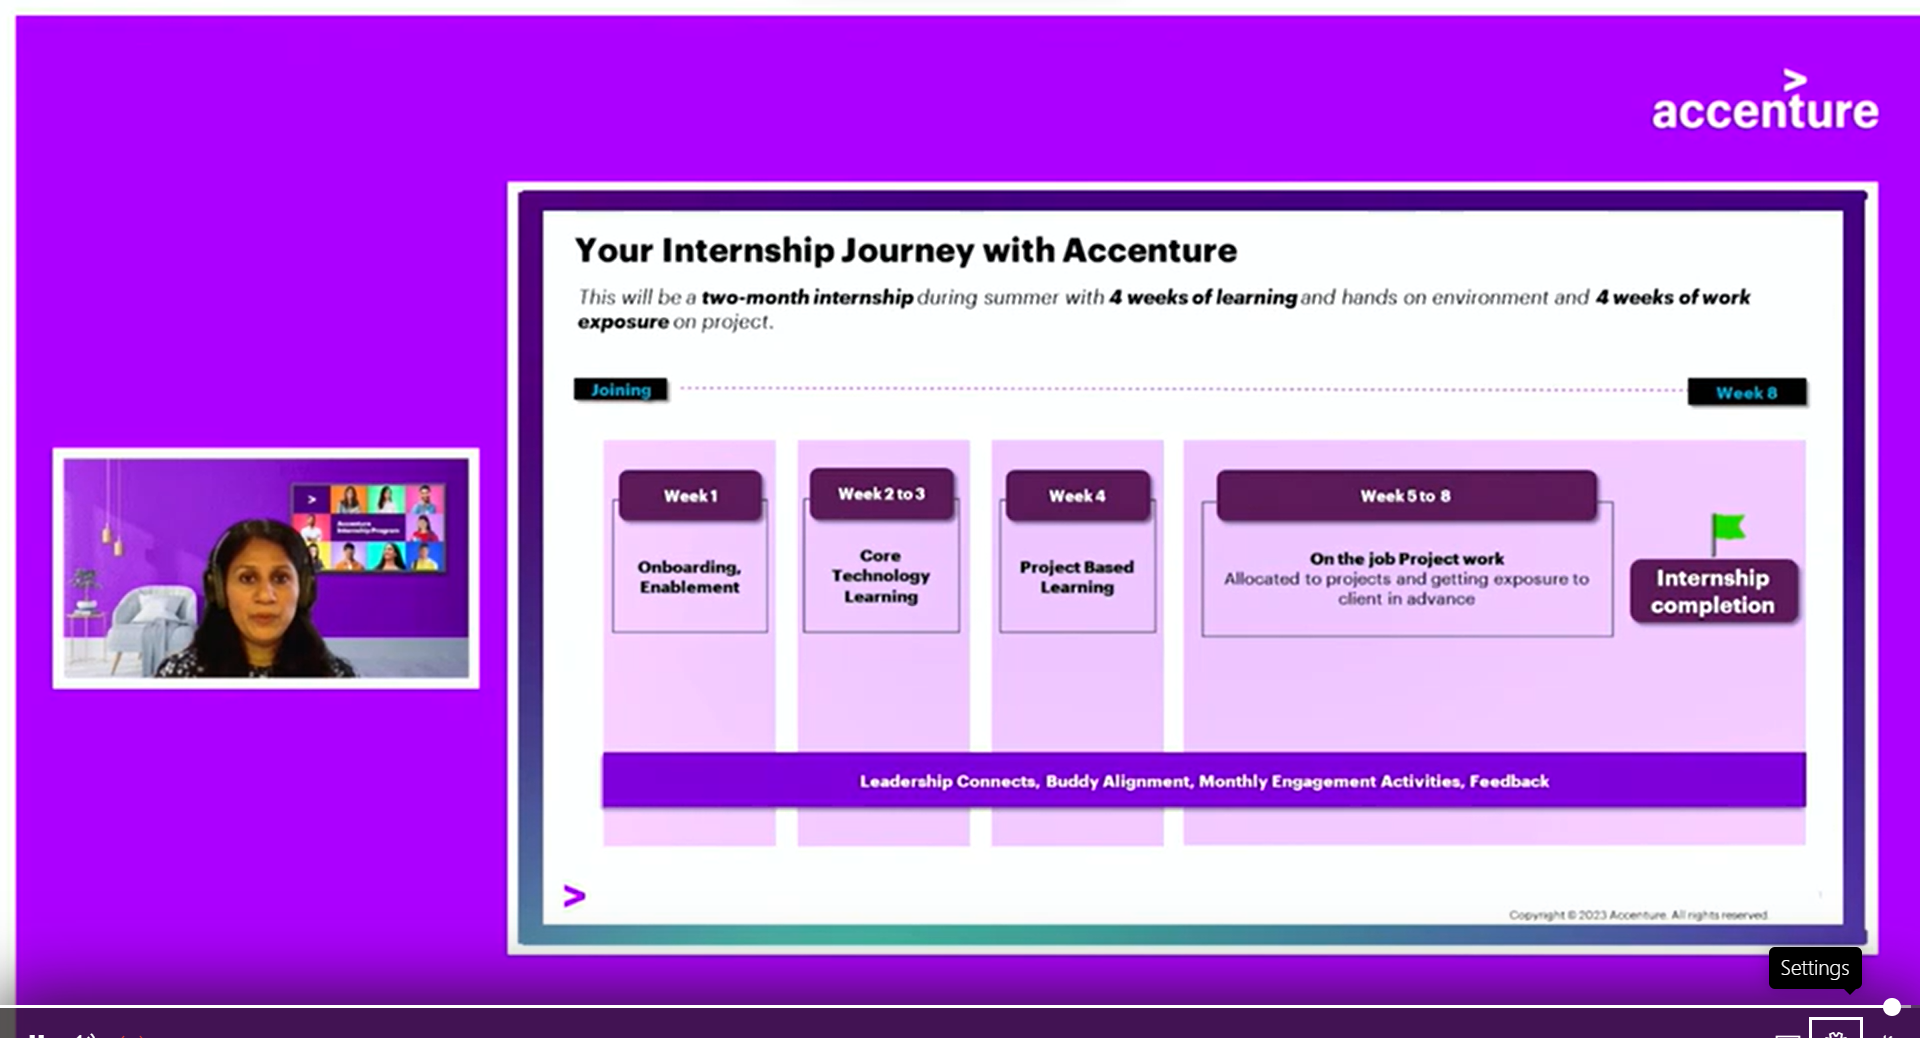 accenture
Your Internship Journey with Accenture
This will be a two-month internship during summer with 4 weeks of learning and hands on environment and 4 weeks of work
exposure on project.
Joining
Week 8
Week 1
Onboarding,
Enablement
Week 2 to 3
Core
Technology
Learning
Week 4
Project Based
Learning
Week 5 to 8
On the job Project work
Allocated to projects and getting exposure to
client in advance
Internship
completion
Leadership Connects, Buddy Alignment, Monthly Engagement Activities, Feedback
Copyright © 2023 Accenture. All rights reserved.
Accenture
Internship Program
Settings